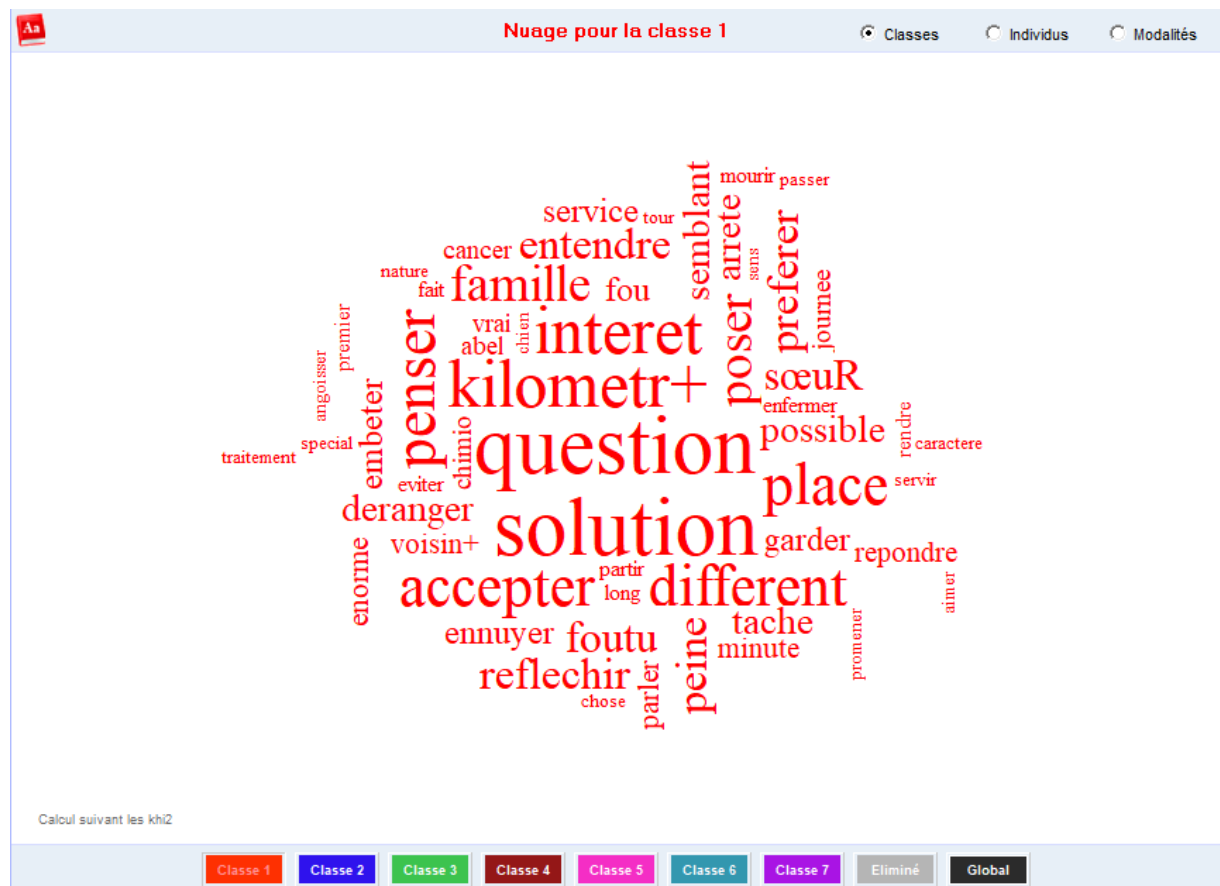 Aa
Nuage pour la classe 1
Classes
Individus
Modalités
mourir passer
semblant
arrete
preferer
service tour
cancer entendre
sens
nature
fait famille fou
journee
premier
penser
vrai
chien
interet
poser
abel
angoisser
embeter
kilometr+
sœuR
enfermer
chimio
question
possible
rendre
caractere
special
traitement
eviter
place
servir
deranger
solution
garder
voisin+
repondre
enorme
partir
accepter
long
different
aimer
ennuyer
foutu
peine
tache
minute
promener
reflechir
parler
chose
Calcul suivant les khi2
Classe 1
Classe 2
Classe 3
Classe 4
Classe 5
Classe 6
Classe 7
Eliminé
Global